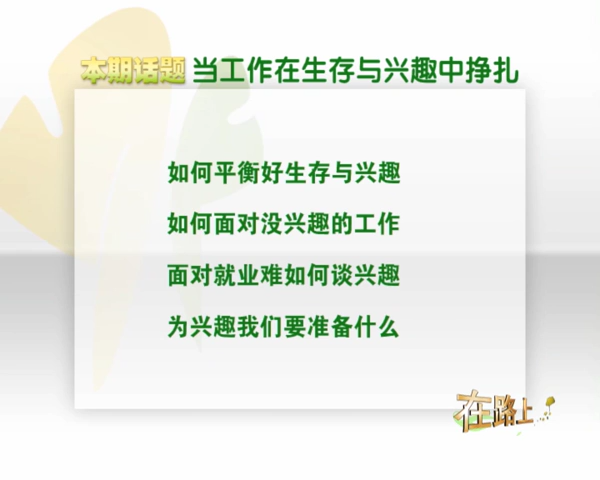 本期话题 当工作在生存与兴趣中挣扎
如何平衡好生存与兴趣
如何面对没兴趣的工作
面对就业难如何谈兴趣
为兴趣我们要准备什么
在路上